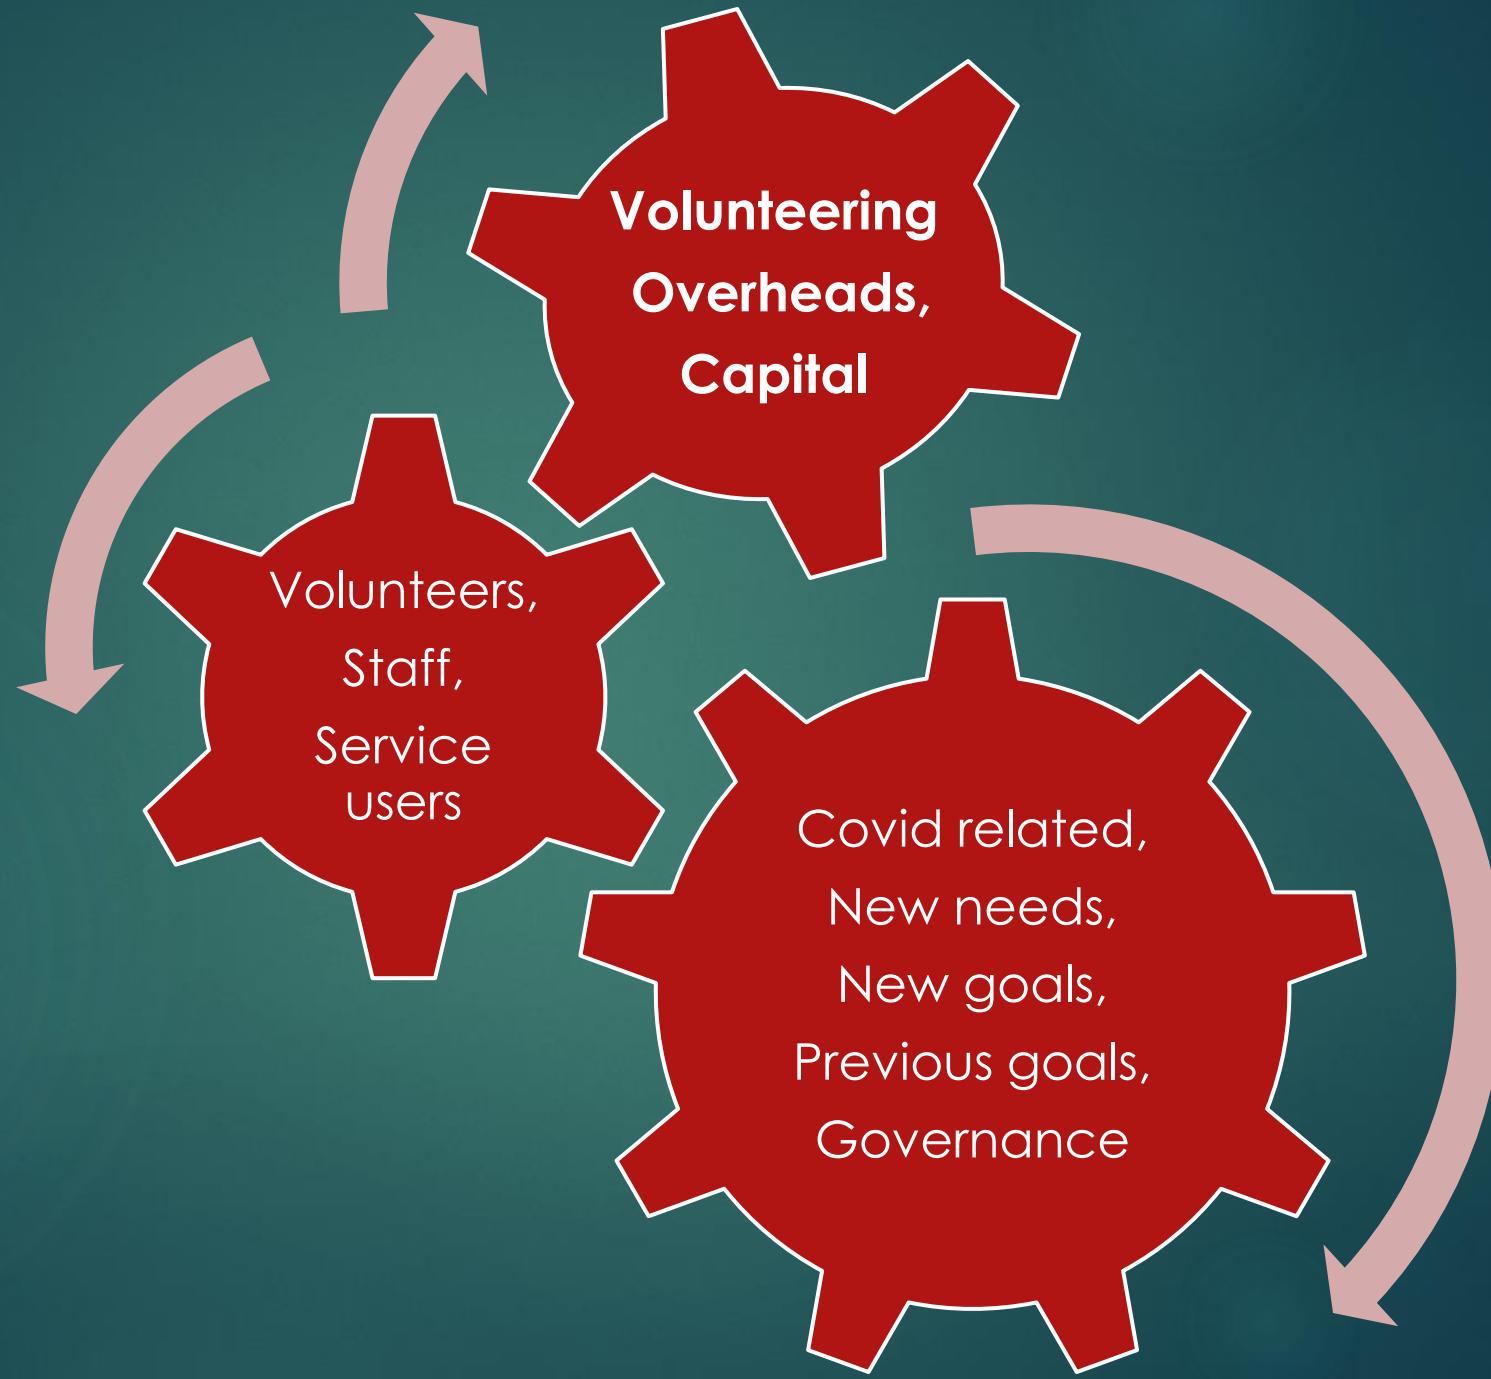 Volunteering
Overheads,
Capital
Volunteers,
Staff,
Service
users
Covid related,
New needs,
New goals,
Previous goals,
Governance